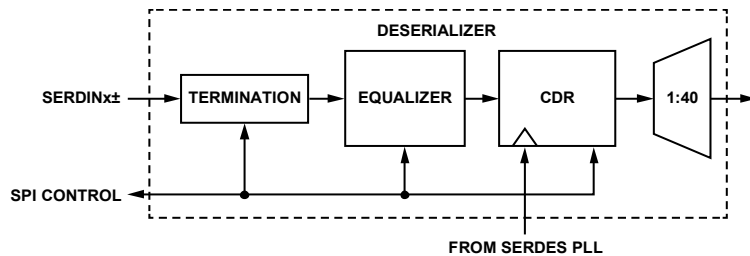 DESERIALIZER
SERDINx±
TERMINATION
EQUALIZER
CDR
1:40
SPI CONTROL
FROM SERDES PLL